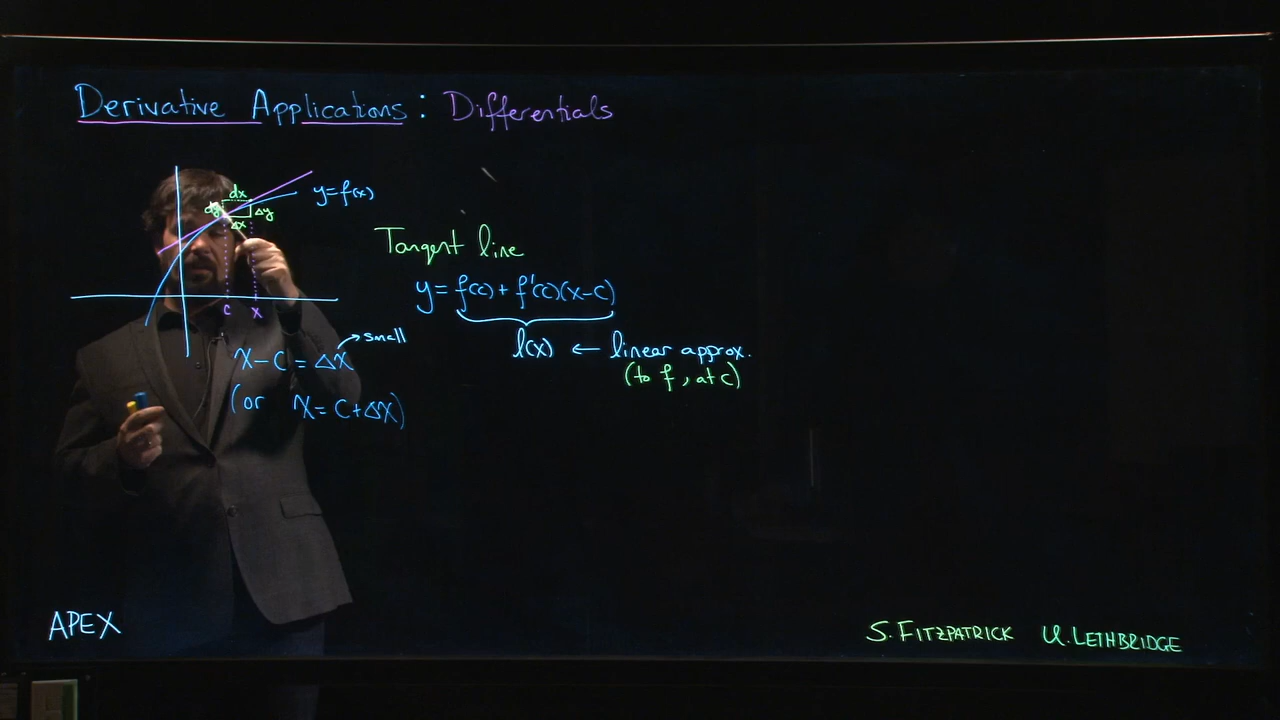 Derivative Applications: Differentials
y=f(x)
dx
dy
Δy
Δx
c
x
Tangent line
y=f(c)+f'(c)(x-c)
l(x) ← linear approx.
(to f, at c)
x-c=Δx → small
(or x=c+Δx)
APEX
S. FITZPATRICK U. LETHBRIDGE